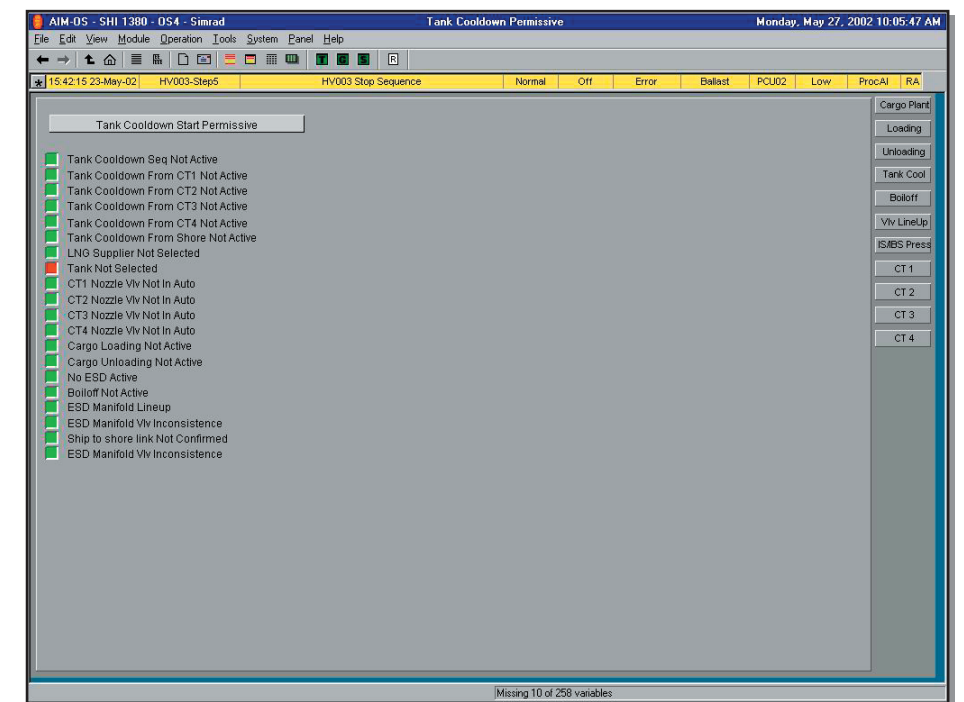 AIM-OS - SHI 1380 - OS4 - Simrad Tank Cooldown Permissive Monday, May 27, 2002 10:05:47 AM
File Edit View Module Operation Tools System Panel Help
T G S R
* 15:42:15 23-May-02 HV003-Step5 HV003 Stop Sequence Normal Off Error Ballast PCU02 Low ProcAl RA
Tank Cooldown Start Permissive
Tank Cooldown Seq Not Active
Tank Cooldown From CT1 Not Active
Tank Cooldown From CT2 Not Active
Tank Cooldown From CT3 Not Active
Tank Cooldown From CT4 Not Active
Tank Cooldown From Shore Not Active
LNG Supplier Not Selected
Tank Not Selected
CT1 Nozzle Vlv Not In Auto
CT2 Nozzle Vlv Not In Auto
CT3 Nozzle Vlv Not In Auto
CT4 Nozzle Vlv Not In Auto
Cargo Loading Not Active
Cargo Unloading Not Active
No ESD Active
Boiloff Not Active
ESD Manifold Lineup
ESD Manifold Vlv Inconsistence
Ship to shore link Not Confirmed
ESD Manifold Vlv Inconsistence
Cargo Plant
Loading
Unloading
Tank Cool
Boiloff
Vlv LineUp
IS/IBS Press
CT 1
CT 2
CT 3
CT 4
Missing 10 of 258 variables